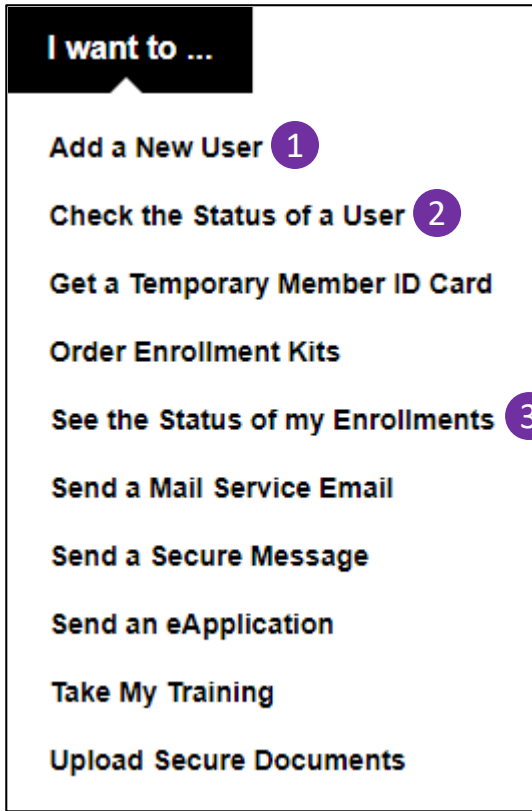 I want to ...
Add a New User 1
Check the Status of a User 2
Get a Temporary Member ID Card
Order Enrollment Kits
See the Status of my Enrollments 3
Send a Mail Service Email
Send a Secure Message
Send an eApplication
Take My Training
Upload Secure Documents